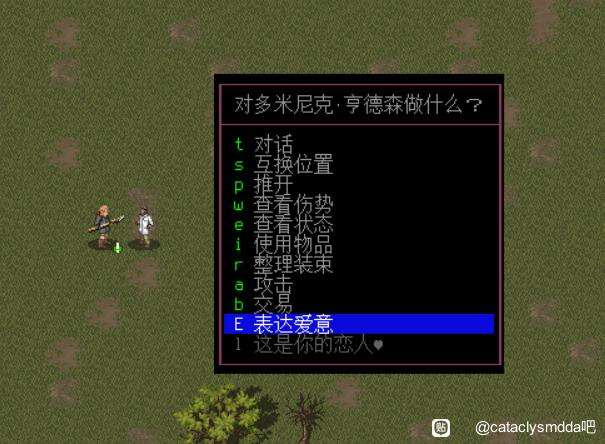 对多米尼克·亨德森做什么?
t 对话
s 互换位置
p 推开
w 查看伤势
e 查看状态
i 使用物品
r 整理装束
a 攻击
b 交易
E 表达爱意
l 这是你的恋人♥
贴 @cataclysmdda吧